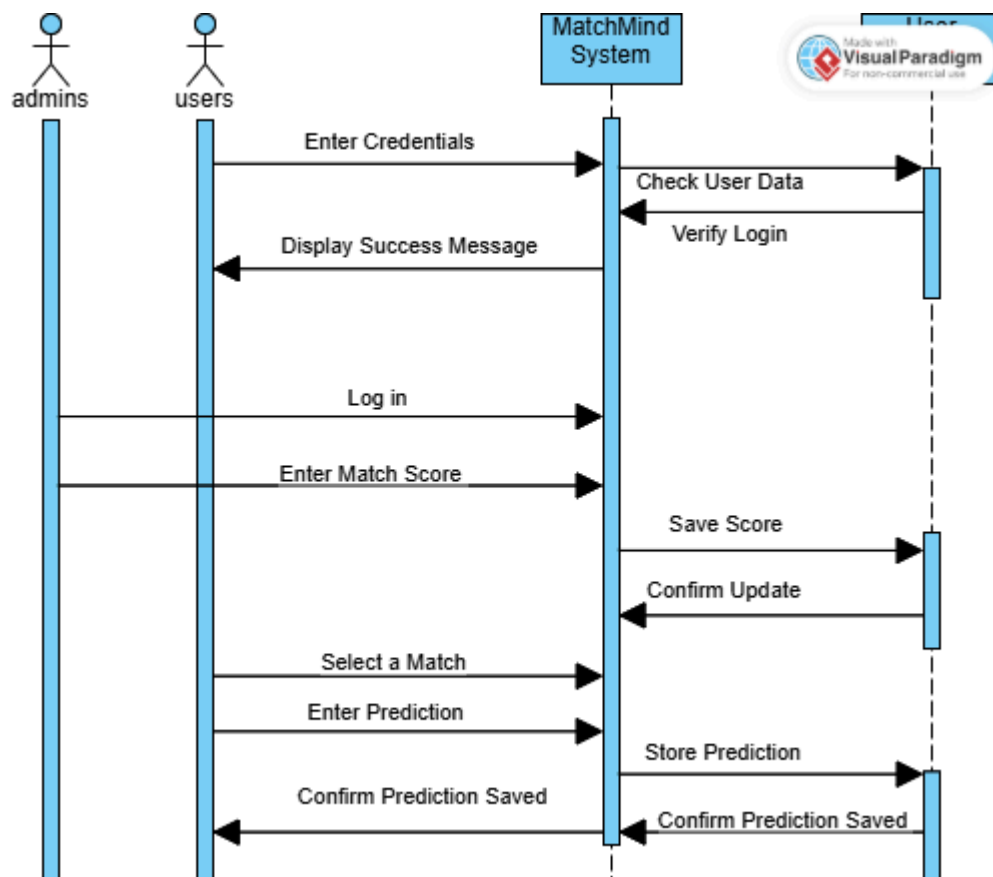 MatchMind
System
User
Made with
VisualParadigm
For non-commercial use
admins
users
Enter Credentials
Check User Data
Verify Login
Display Success Message
Log in
Enter Match Score
Save Score
Confirm Update
Select a Match
Enter Prediction
Store Prediction
Confirm Prediction Saved
Confirm Prediction Saved